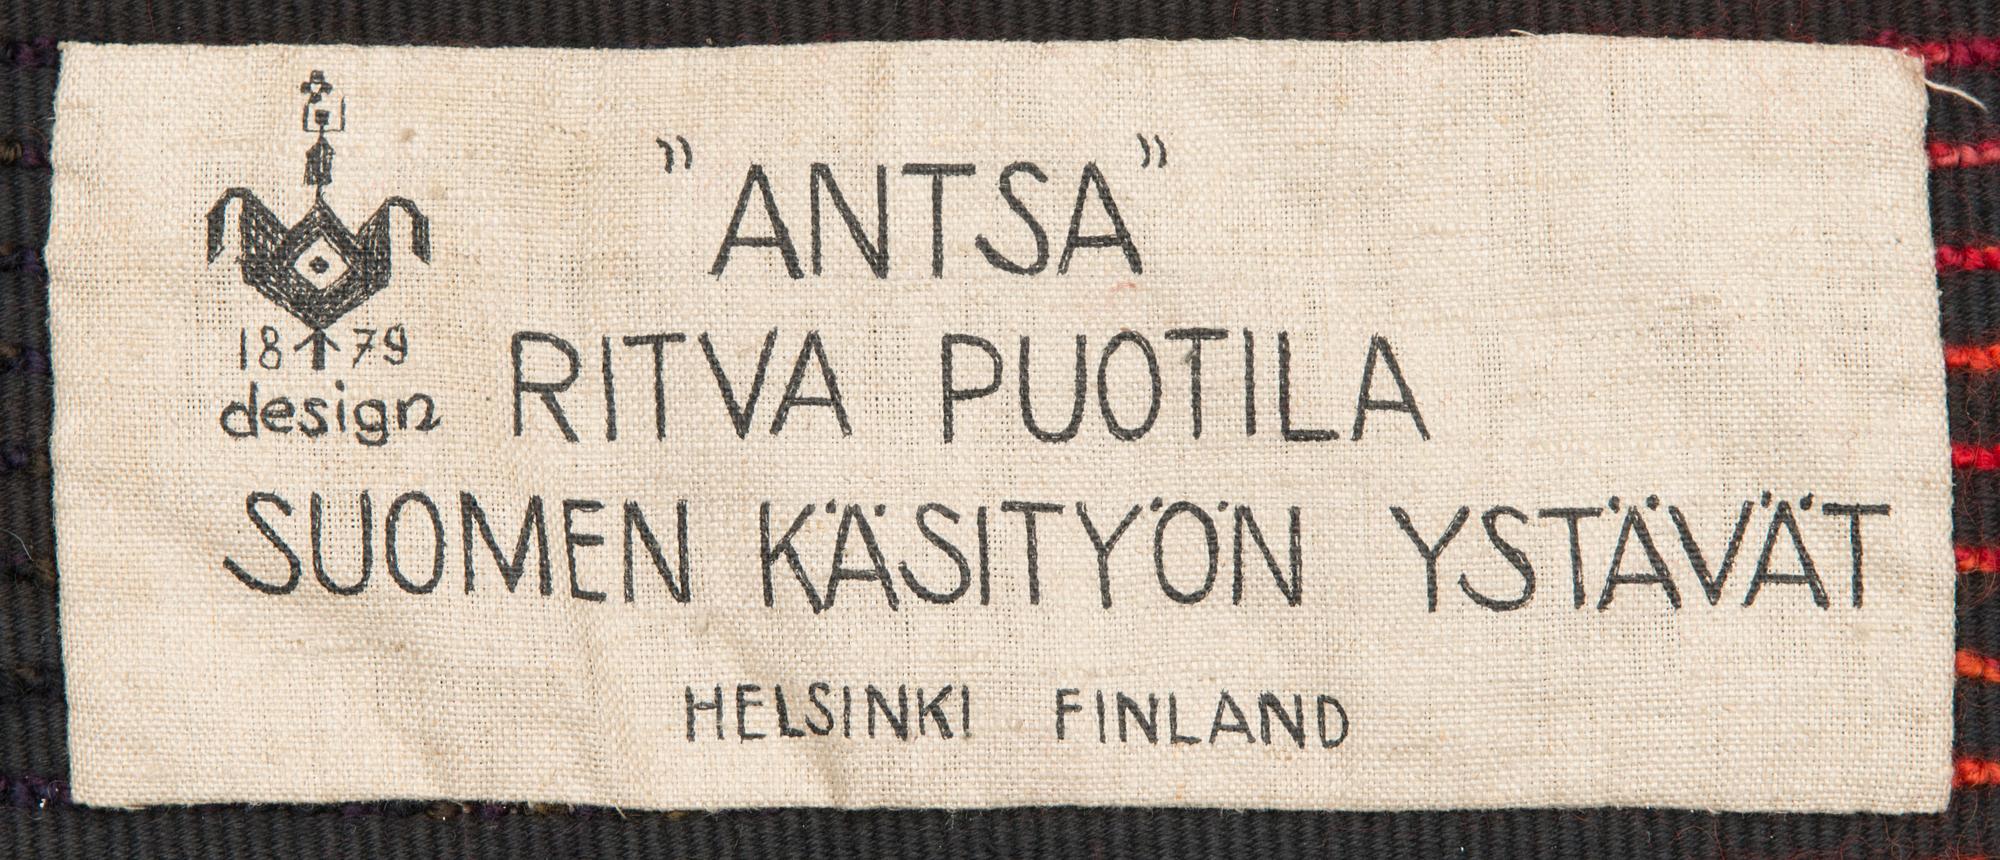 "ANTSA"
1879
design
RITVA PUOTILA
SUOMEN KÄSITYÖN YSTÄVÄT
HELSINKI FINLAND